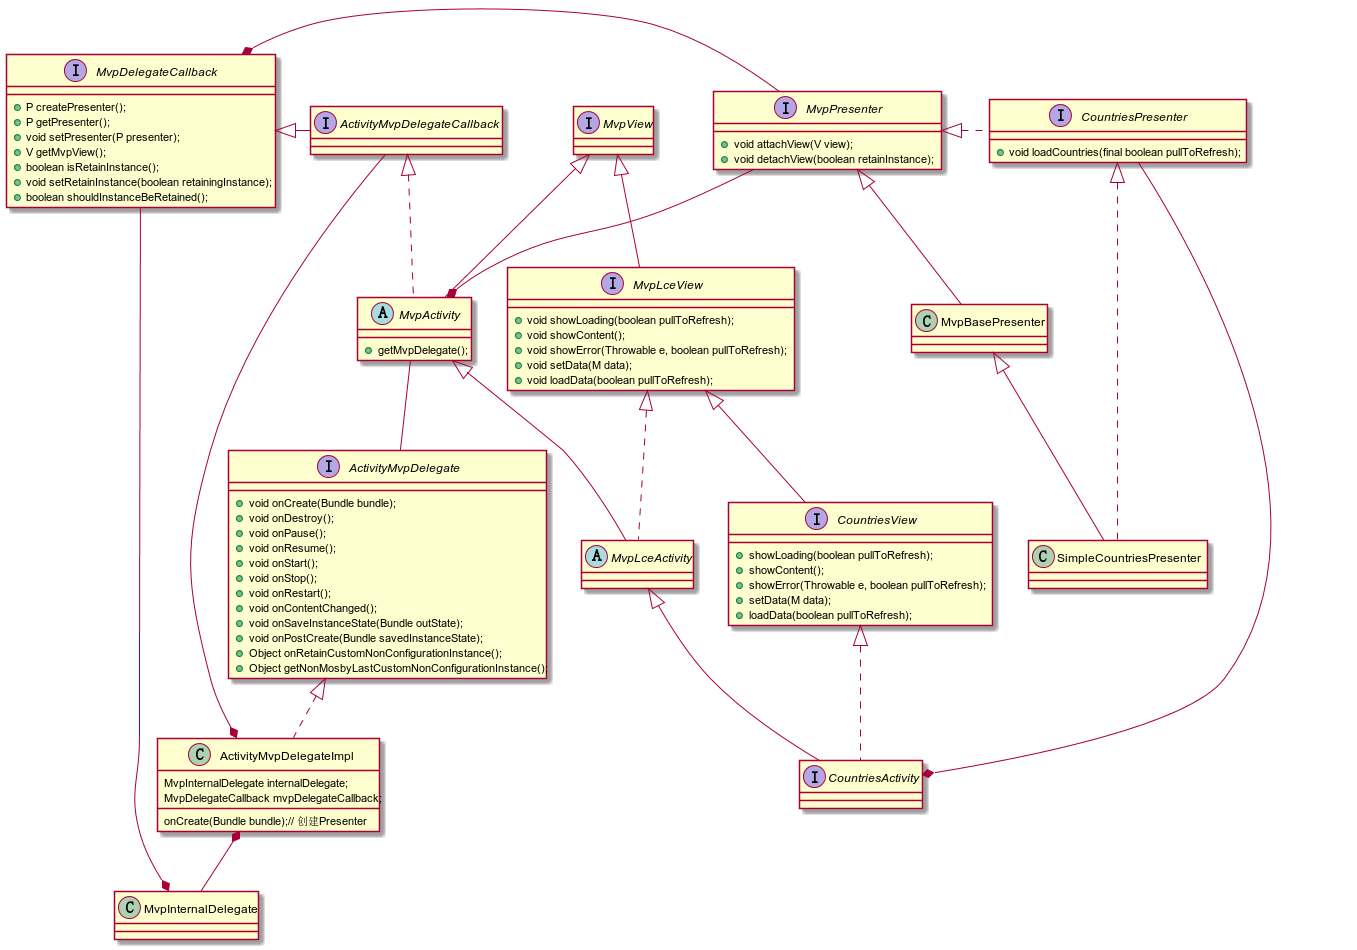 I MvpDelegateCallback
P createPresenter();
P getPresenter();
void setPresenter(P presenter);
V getMvpView();
boolean isRetainInstance();
void setRetainInstance(boolean retainingInstance);
boolean shouldInstanceBeRetained();
I ActivityMvpDelegateCallback
I MvpView
I MvpPresenter
void attachView(V view);
void detachView(boolean retainInstance);
I CountriesPresenter
void loadCountries(final boolean pullToRefresh);
A MvpActivity
getMvpDelegate();
I MvpLceView
void showLoading(boolean pullToRefresh);
void showContent();
void showError(Throwable e, boolean pullToRefresh);
void setData(M data);
void loadData(boolean pullToRefresh);
C MvpBasePresenter
I ActivityMvpDelegate
void onCreate(Bundle bundle);
void onDestroy();
void onPause();
void onResume();
void onStart();
void onStop();
void onRestart();
void onContentChanged();
void onSaveInstanceState(Bundle outState);
void onPostCreate(Bundle savedInstanceState);
Object onRetainCustomNonConfigurationInstance();
Object getNonMosbyLastCustomNonConfigurationInstance();
A MvpLceActivity
I CountriesView
showLoading(boolean pullToRefresh);
showContent();
showError(Throwable e, boolean pullToRefresh);
setData(M data);
loadData(boolean pullToRefresh);
C SimpleCountriesPresenter
C ActivityMvpDelegateImpl
MvpInternalDelegate internalDelegate;
MvpDelegateCallback mvpDelegateCallback;
onCreate(Bundle bundle);// 创建Presenter
I CountriesActivity
C MvpInternalDelegate